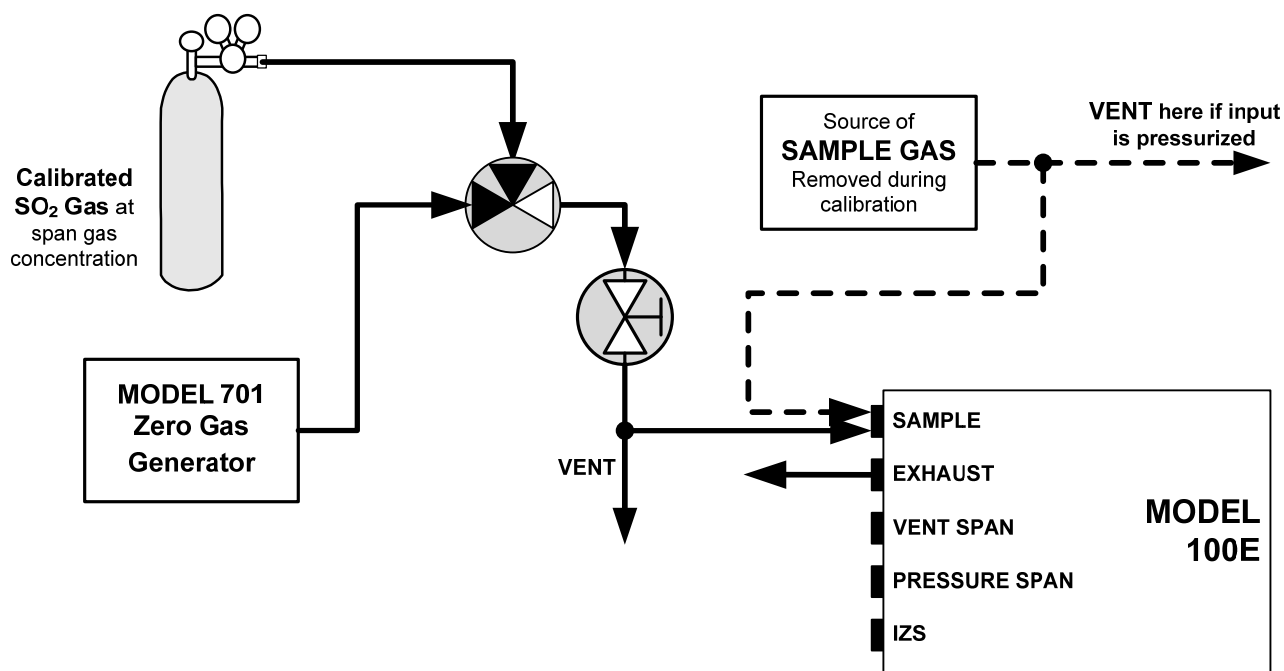 Calibrated
SO₂ Gas at
span gas
concentration
MODEL 701
Zero Gas
Generator
VENT
Source of
SAMPLE GAS
Removed during
calibration
VENT here if input
is pressurized
SAMPLE
EXHAUST
VENT SPAN
PRESSURE SPAN
IZS
MODEL
100E